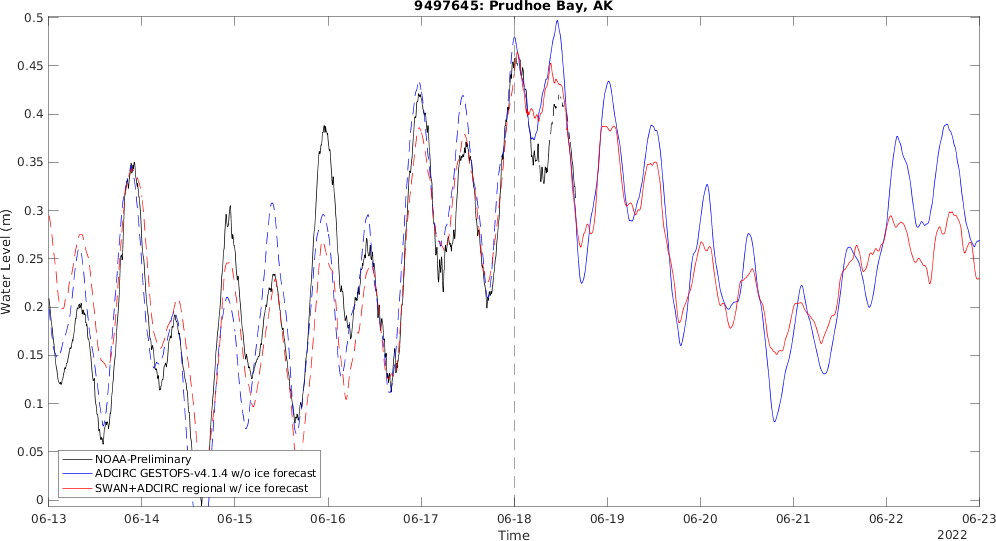 9497645: Prudhoe Bay, AK
0.5
0.45
0.4
0.35
0.3
0.25
0.2
0.15
0.1
0.05
0
Water Level (m)
NOAA-Preliminary
ADCIRC GESTOFS-v4.1.4 w/o ice forecast
SWAN+ADCIRC regional w/ ice forecast
06-13 06-14 06-15 06-16 06-17 06-18 06-19 06-20 06-21 06-22 06-23
Time
2022